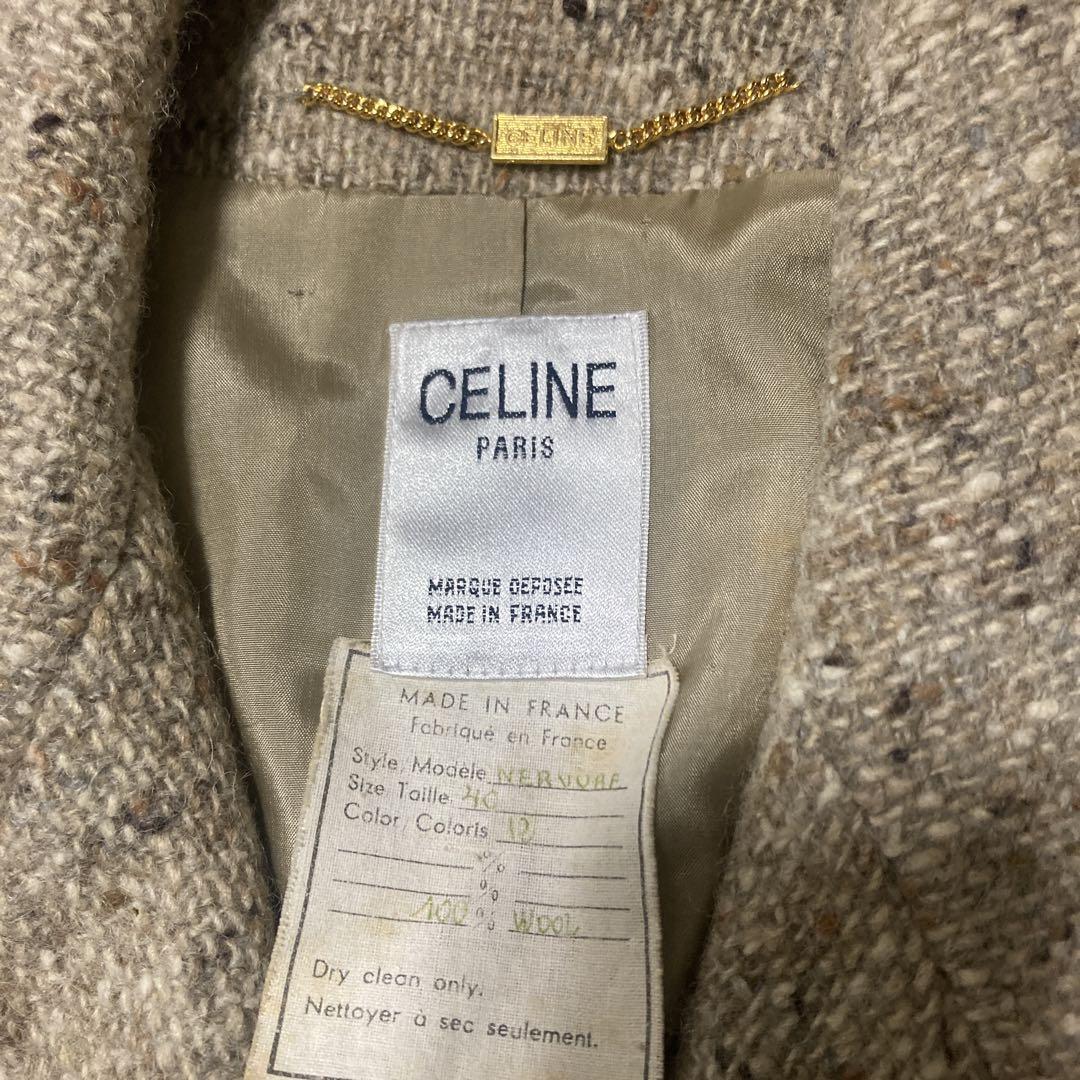 CELINE
CELINE
PARIS
MARQUE DEPOSEE
MADE IN FRANCE
MADE IN FRANCE
Fabriqué en France
Style, Modèle NERVURE
Size Taille 40
Color, Coloris 12
%
%
100 % WOOL
Dry clean only.
Nettoyer à sec seulement.